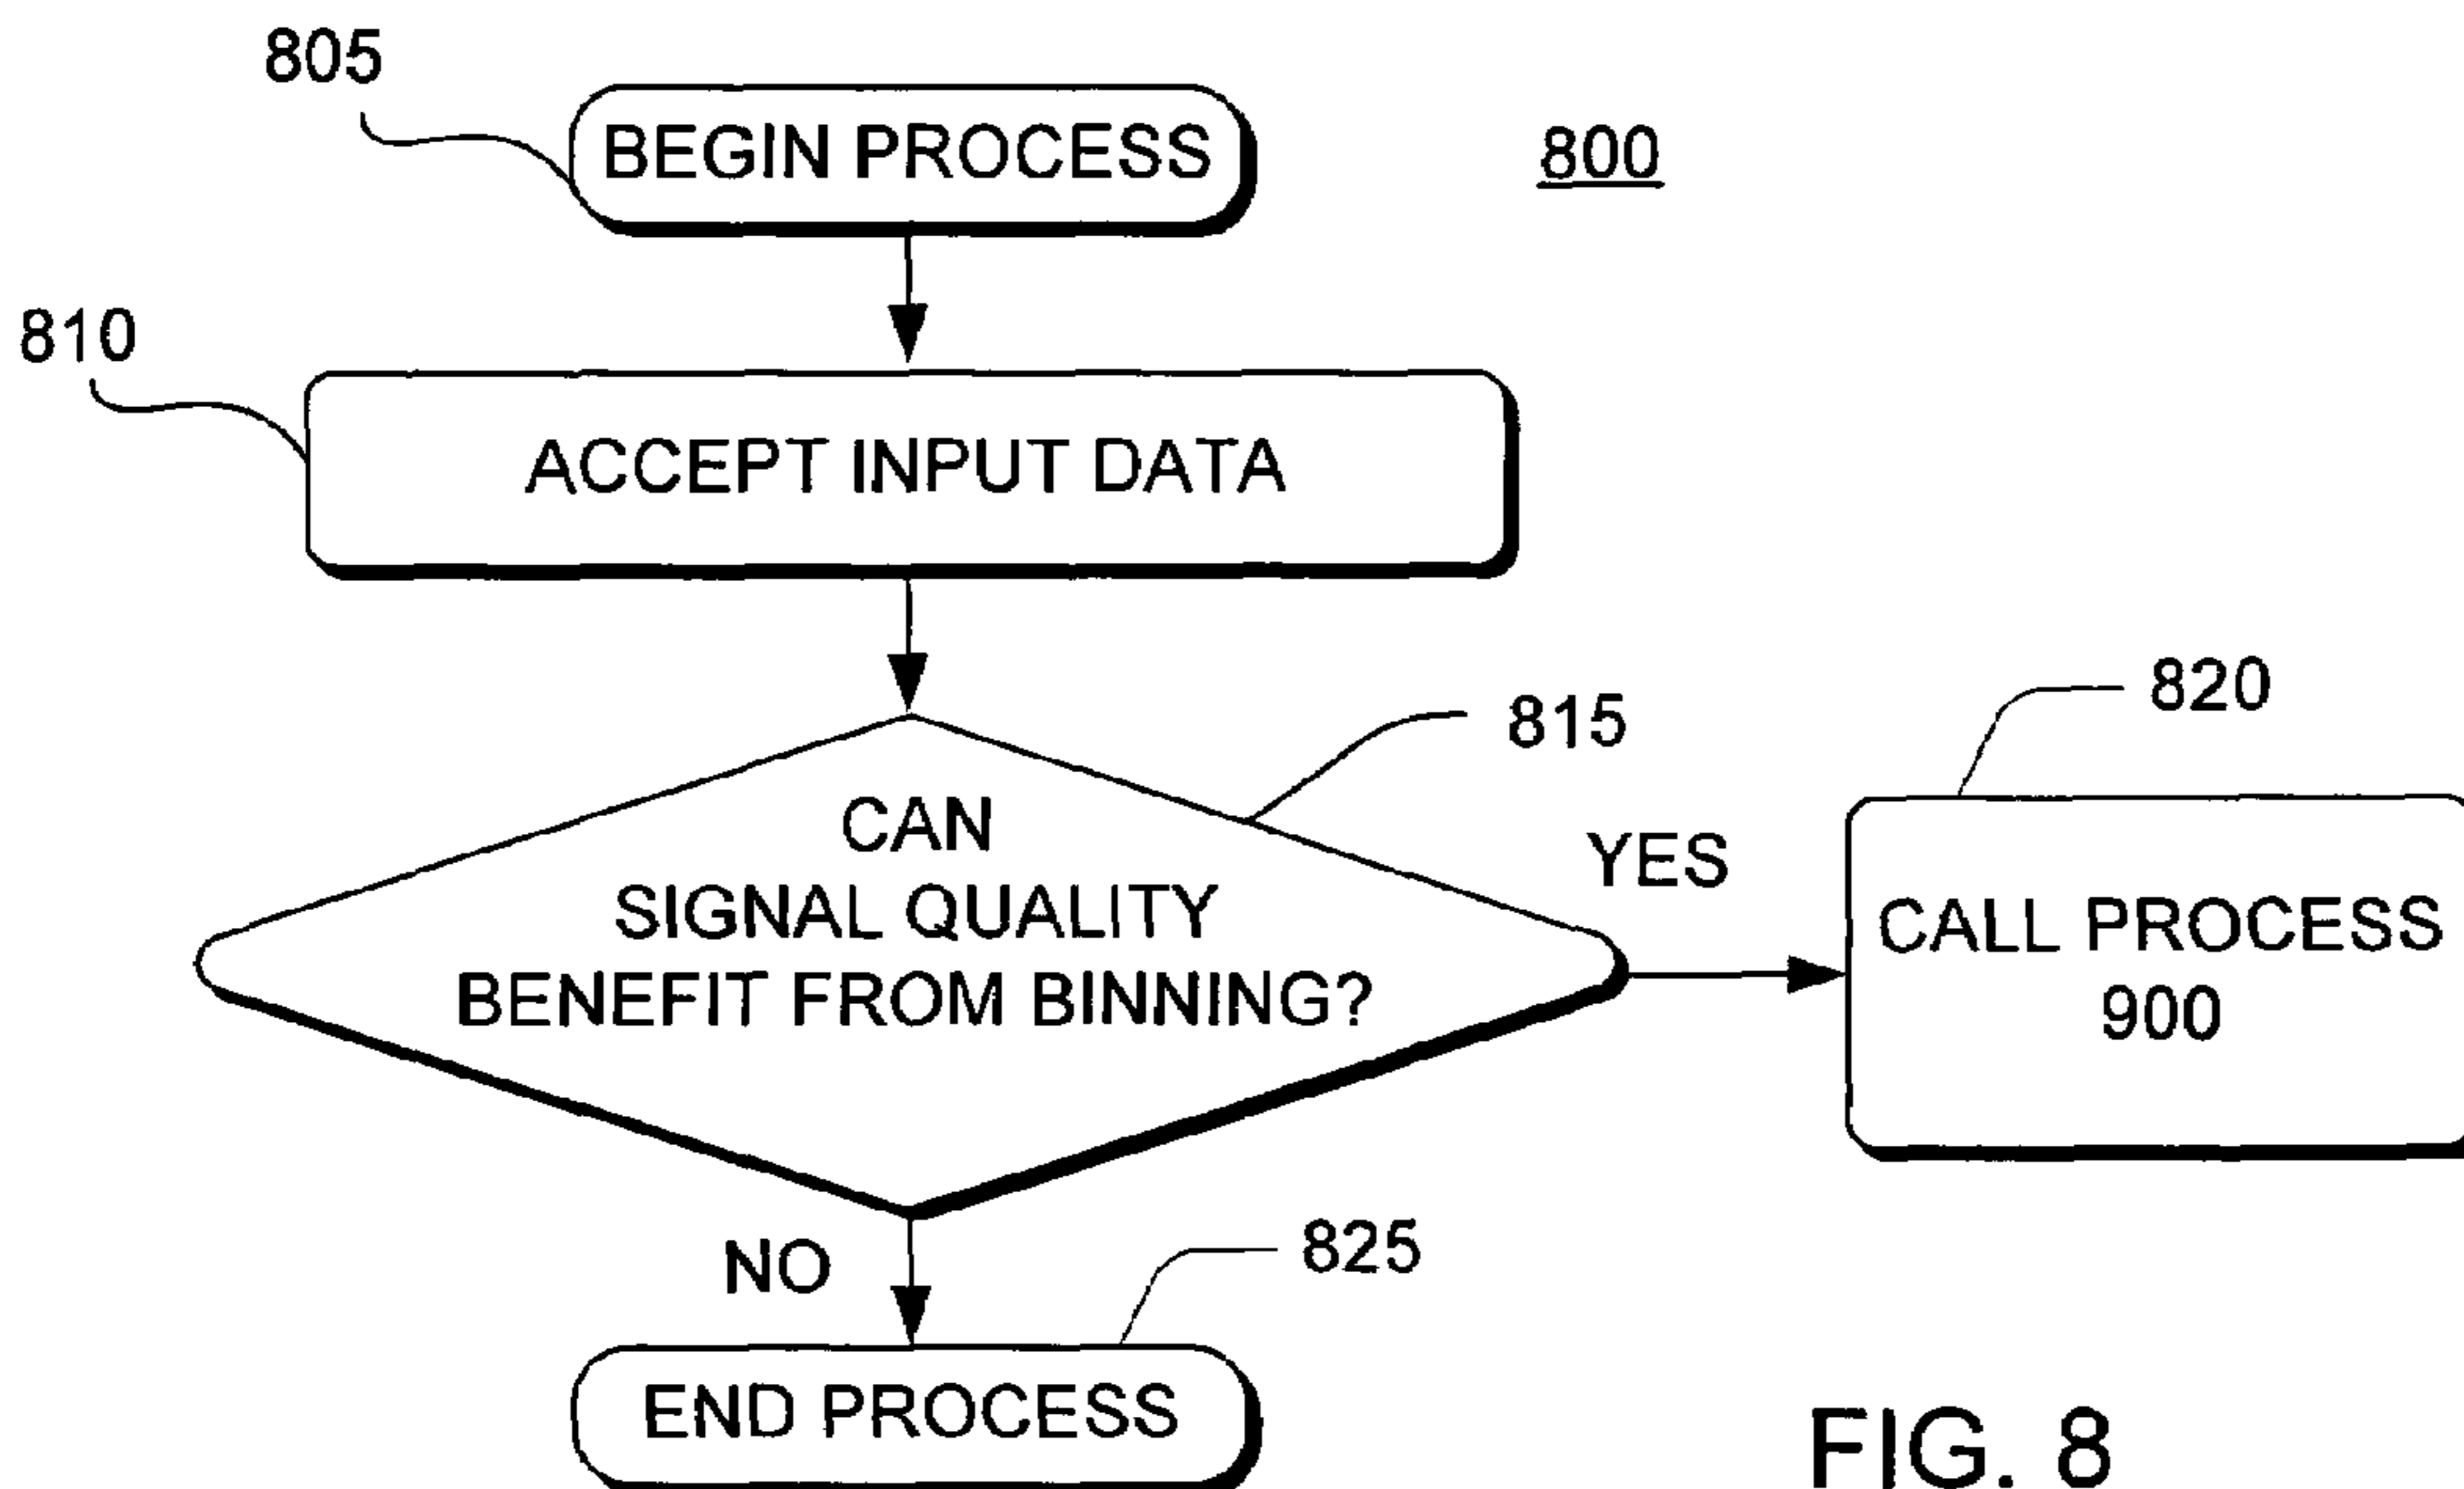 805
BEGIN PROCESS
800
810
ACCEPT INPUT DATA
815
820
CAN
SIGNAL QUALITY
BENEFIT FROM BINNING?
YES
CALL PROCESS
900
NO
825
END PROCESS
FIG. 8